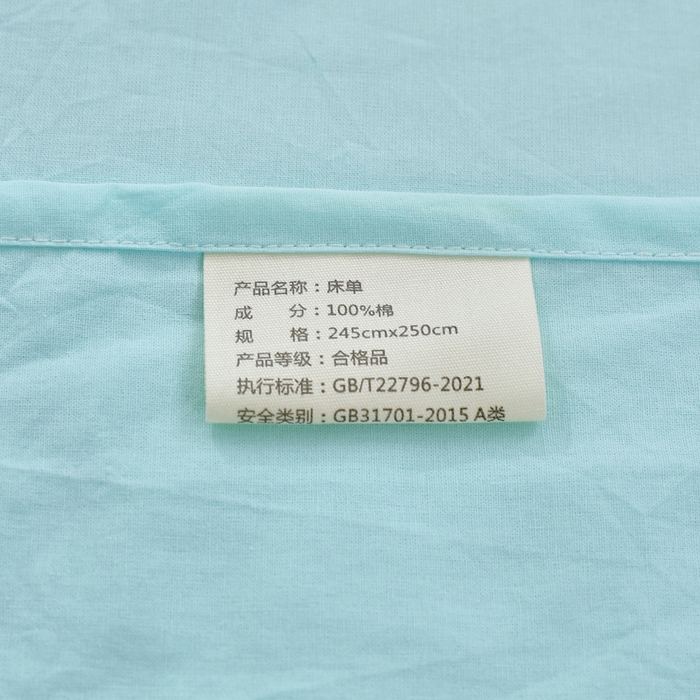 产品名称：床单
成 分：100%棉
规 格：245cmx250cm
产品等级：合格品
执行标准：GB/T22796-2021
安全类别：GB31701-2015 A类